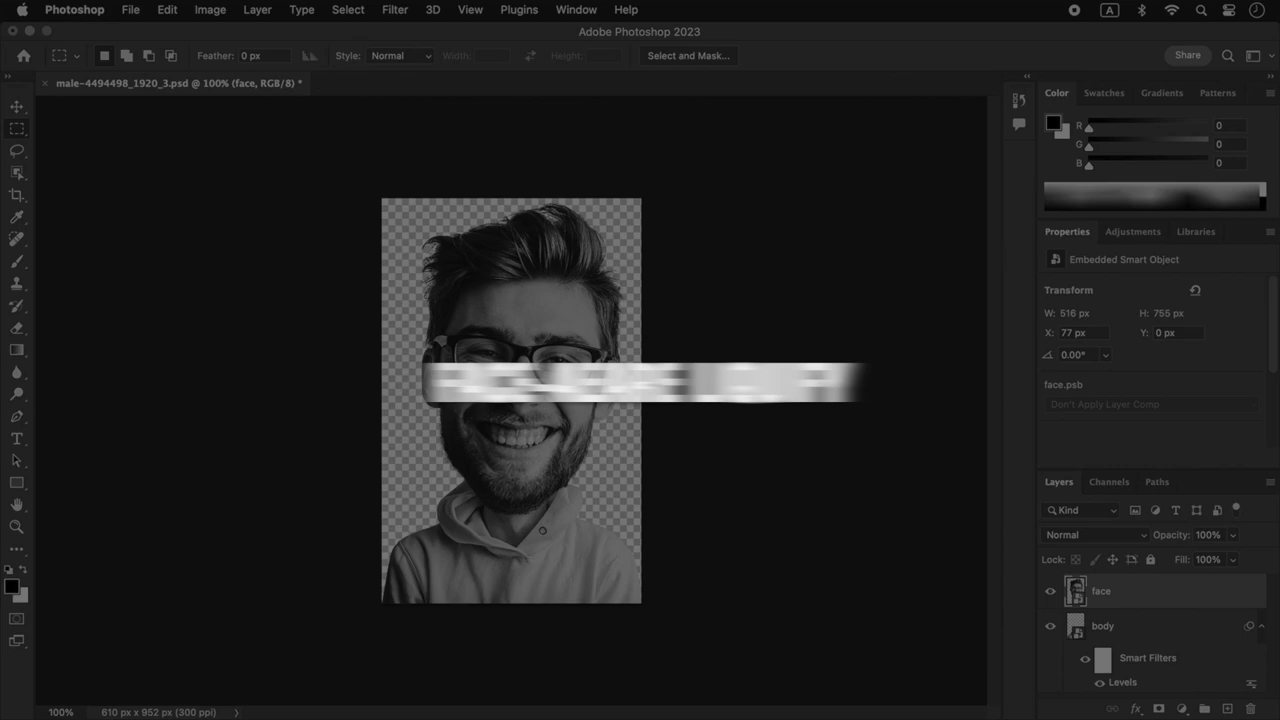 Photoshop File Edit Image Layer Type Select Filter 3D View Plugins Window Help A
Adobe Photoshop 2023
Feather: 0 px Style: Normal Width: Height: Select and Mask... Share
male-4494498_1920_3.psd @ 100% (face, RGB/8) *
Color Swatches Gradients Patterns
R 0
G 0
B 0
Properties Adjustments Libraries
Embedded Smart Object
Transform
W: 516 px H: 755 px
X: 77 px Y: 0 px
0.00°
face.psb
Don't Apply Layer Comp
Layers Channels Paths
Kind
Normal Opacity: 100%
Lock: Fill: 100%
face
body
Smart Filters
Levels
100% 610 px x 952 px (300 ppi)